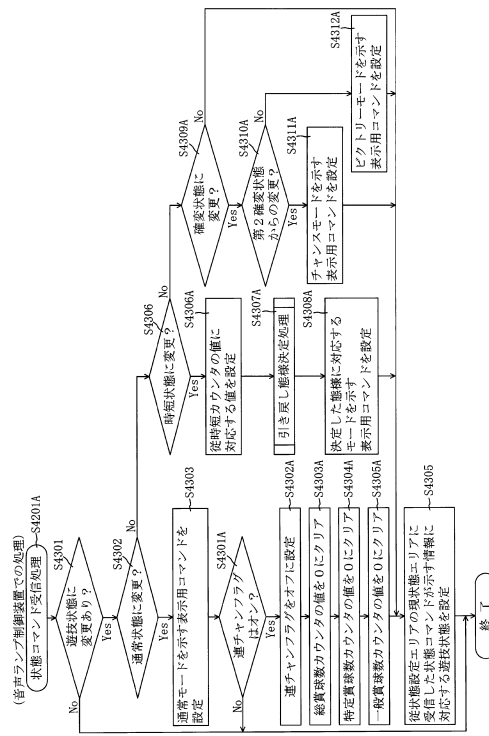 (音声ランプ制御装置での処理)
状態コマンド受信処理
S4201A
遊技状態に
変更あり?
S4301
No
Yes
通常状態に変更?
S4302
No
Yes
通常モードを示す表示用コマンドを
設定
S4303
連チャンフラグ
はオン?
S4301A
No
Yes
連チャンフラグをオフに設定
S4302A
総賞球数カウンタの値を0にクリア
S4303A
特定賞球数カウンタの値を0にクリア
S4304A
一般賞球数カウンタの値を0にクリア
S4305A
従状態設定エリアの現状態エリアに
受信した状態コマンドが示す情報に
対応する遊技状態を設定
S4305
終了
時短状態に変更?
S4306
No
Yes
従時短カウンタの値に
対応する値を設定
S4306A
引き戻し態様決定処理
S4307A
決定した態様に対応する
モードを示す
表示用コマンドを設定
S4308A
確変状態に
変更?
S4309A
No
Yes
第2確変状態
からの変更?
S4310A
No
Yes
チャンスモードを示す
表示用コマンドを設定
S4311A
ビクトリーモードを示す
表示用コマンドを設定
S4312A